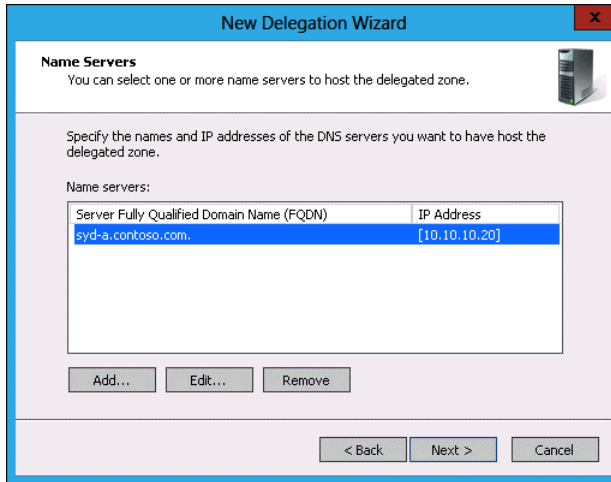 New Delegation Wizard
x
Name Servers
You can select one or more name servers to host the delegated zone.
Specify the names and IP addresses of the DNS servers you want to have host the
delegated zone.
Name servers:
Server Fully Qualified Domain Name (FQDN) IP Address
syd-a.contoso.com. [10.10.10.20]
Add... Edit... Remove
< Back Next > Cancel